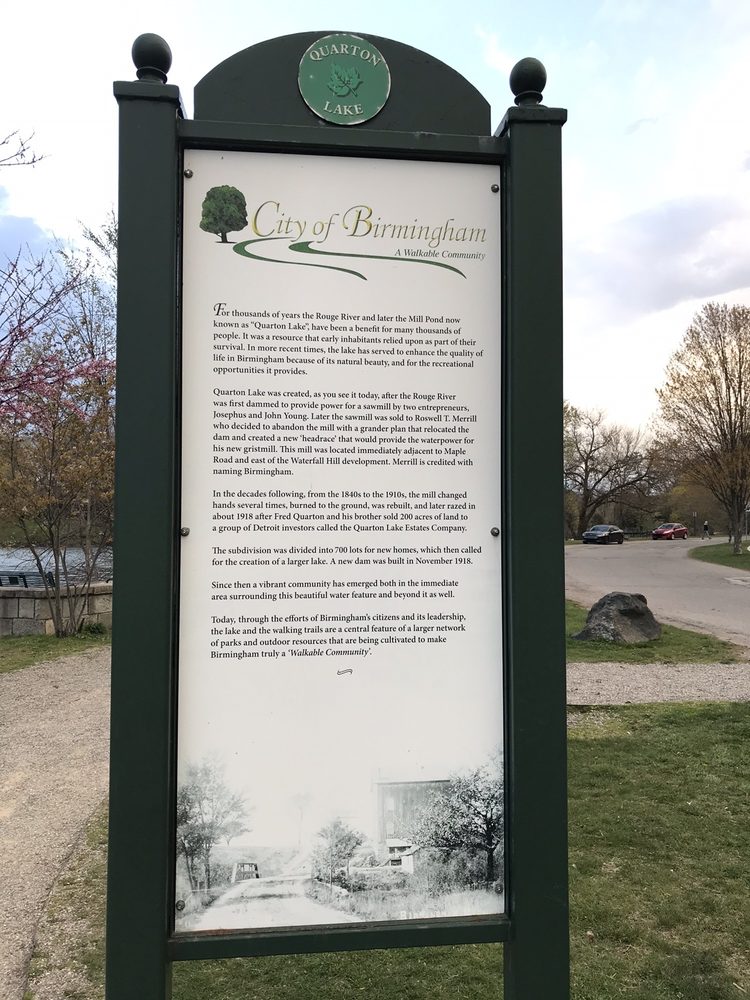 QUARTON
LAKE
City of Birmingham
A Walkable Community
For thousands of years the Rouge River and later the Mill Pond now
known as "Quarton Lake", have been a benefit for many thousands of
people. It was a resource that early inhabitants relied upon as part of their
survival. In more recent times, the lake has served to enhance the quality of
life in Birmingham because of its natural beauty, and for the recreational
opportunities it provides.
Quarton Lake was created, as you see it today, after the Rouge River
was first dammed to provide power for a sawmill by two entrepreneurs,
Josephus and John Young. Later the sawmill was sold to Roswell T. Merrill
who decided to abandon the mill with a grander plan that relocated the
dam and created a new 'headrace' that would provide the waterpower for
his new gristmill. This mill was located immediately adjacent to Maple
Road and east of the Waterfall Hill development. Merrill is credited with
naming Birmingham.
In the decades following, from the 1840s to the 1910s, the mill changed
hands several times, burned to the ground, was rebuilt, and later razed in
about 1918 after Fred Quarton and his brother sold 200 acres of land to
a group of Detroit investors called the Quarton Lake Estates Company.
The subdivision was divided into 700 lots for new homes, which then called
for the creation of a larger lake. A new dam was built in November 1918.
Since then a vibrant community has emerged both in the immediate
area surrounding this beautiful water feature and beyond it as well.
Today, through the efforts of Birmingham's citizens and its leadership,
the lake and the walking trails are a central feature of a larger network
of parks and outdoor resources that are being cultivated to make
Birmingham truly a 'Walkable Community'.